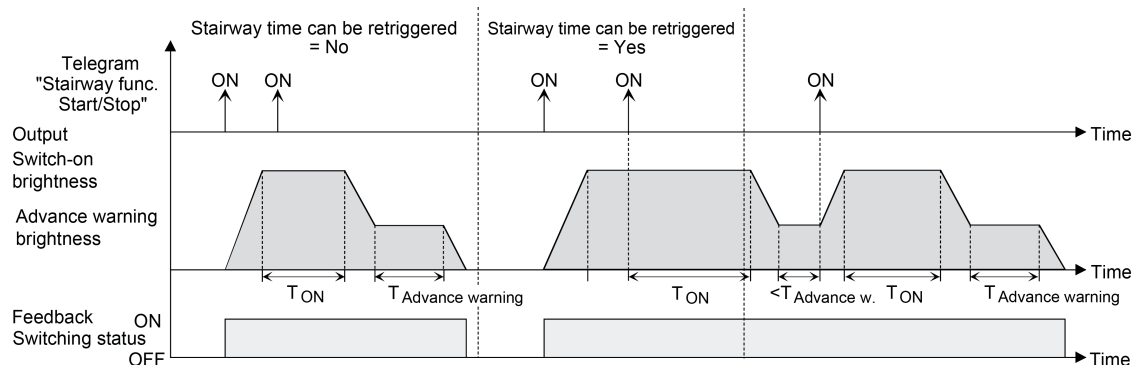 Stairway time can be retriggered
= No
Stairway time can be retriggered
= Yes
Telegram
"Stairway func.
Start/Stop"
ON
ON
ON
ON
ON
Output
Time
Switch-on
brightness
Advance warning
brightness
Time
T ON
T Advance warning
T ON
<T Advance w.
T ON
T Advance warning
Feedback
ON
Switching status
OFF
Time